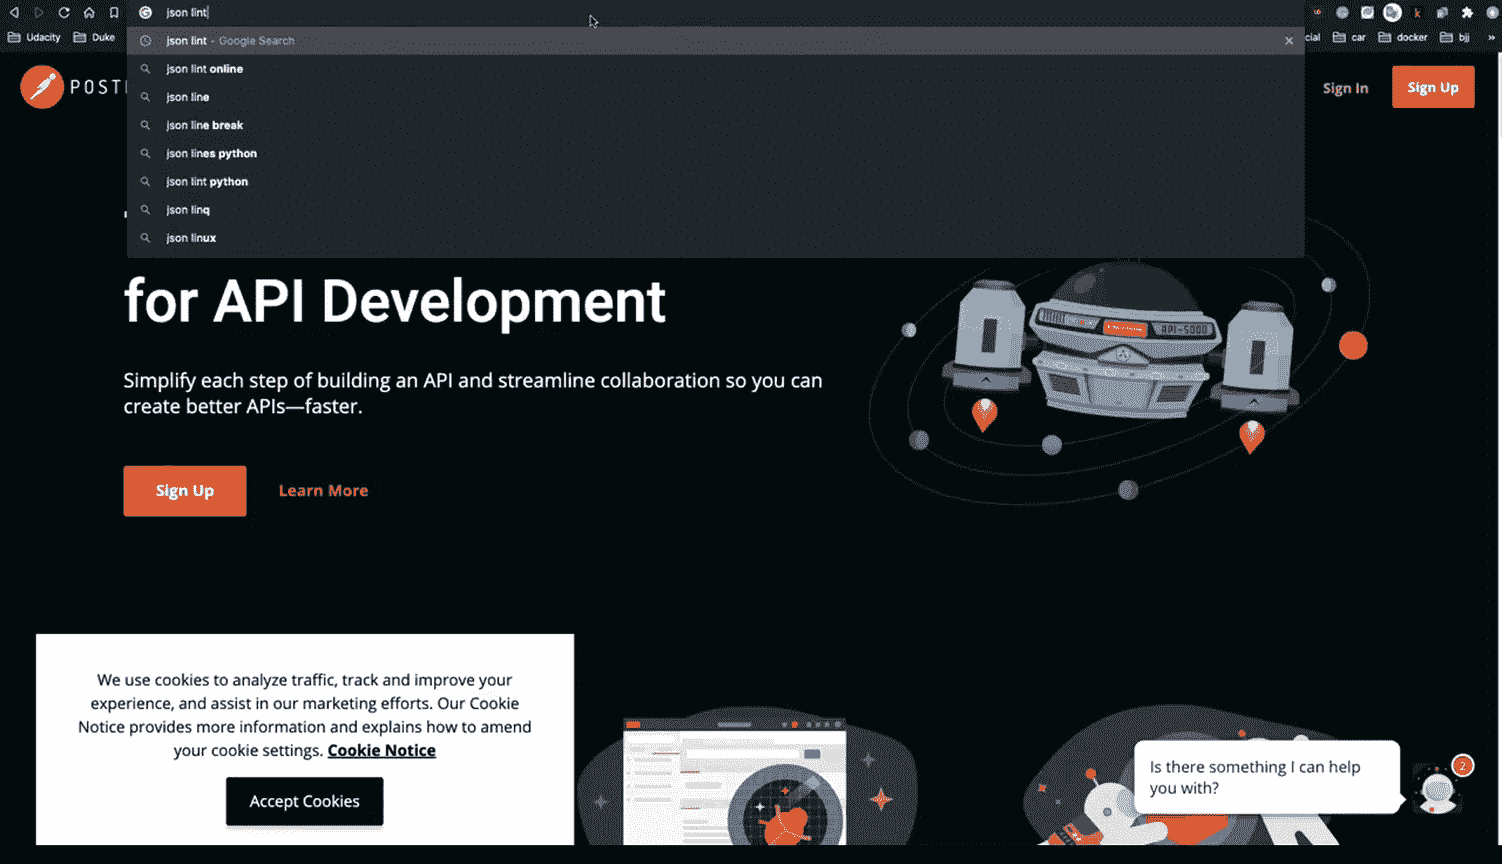 json lint
Udacity
Duke
cial
car
docker
bjj
»
json lint - Google Search
json lint online
json line
json line break
json lines python
json lint python
json linq
json linux
POST
Sign In
Sign Up
for API Development
API-5000
Simplify each step of building an API and streamline collaboration so you can
create better APIs—faster.
Sign Up
Learn More
We use cookies to analyze traffic, track and improve your
experience, and assist in our marketing efforts. Our Cookie
Notice provides more information and explains how to amend
your cookie settings. Cookie Notice
Accept Cookies
Is there something I can help
you with?
2